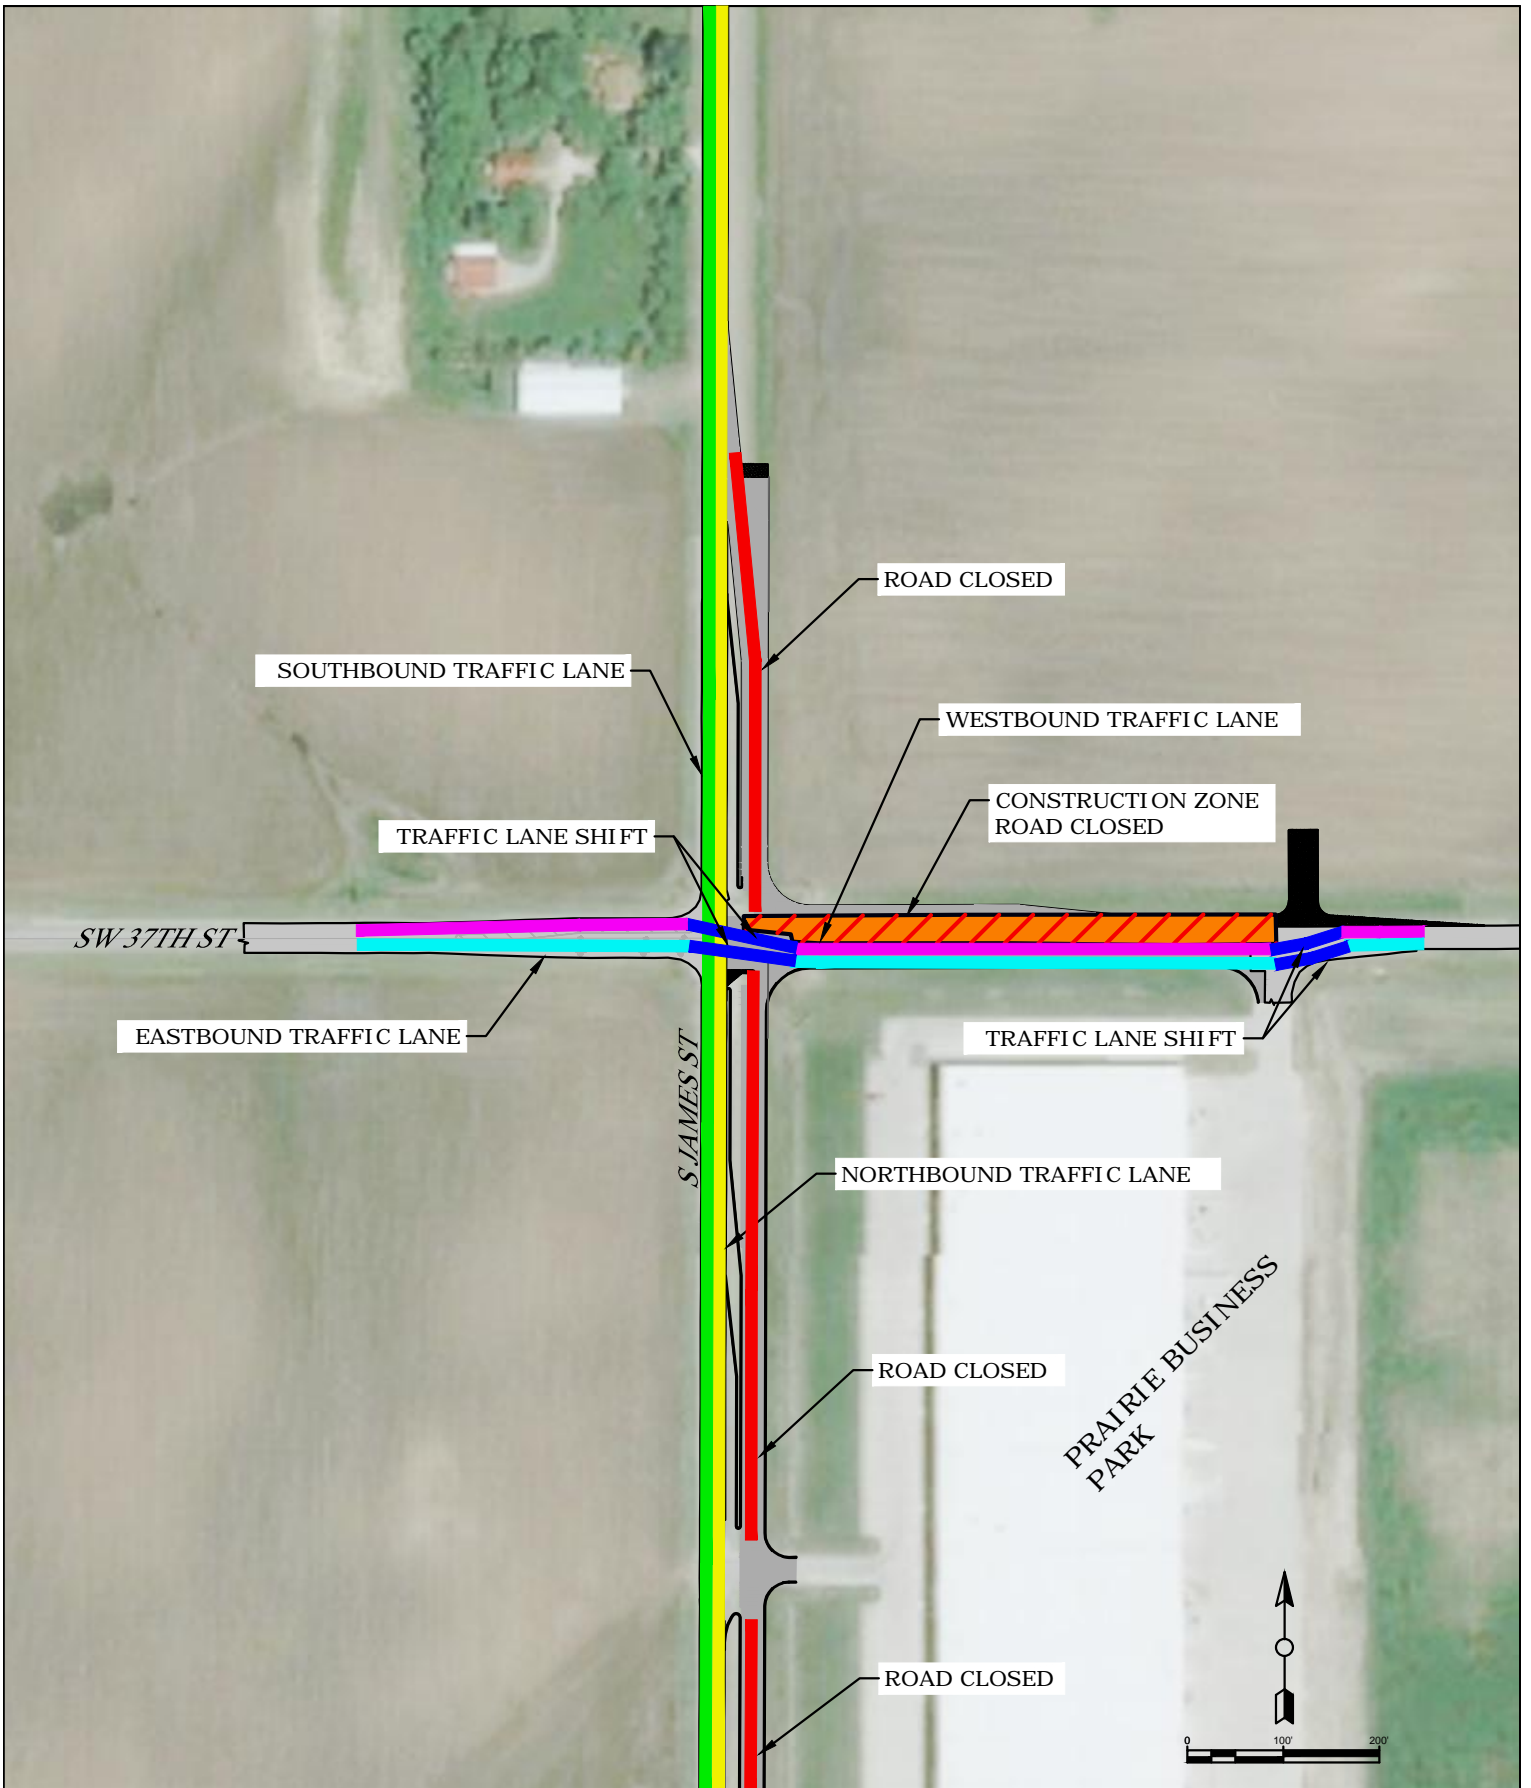 ROAD CLOSED
SOUTHBOUND TRAFFIC LANE
WESTBOUND TRAFFIC LANE
CONSTRUCTION ZONE
ROAD CLOSED
TRAFFIC LANE SHIFT
SW 37TH ST
EASTBOUND TRAFFIC LANE
TRAFFIC LANE SHIFT
S JAMES ST
NORTHBOUND TRAFFIC LANE
PRAIRIE BUSINESS
PARK
ROAD CLOSED
ROAD CLOSED
0 100' 200'